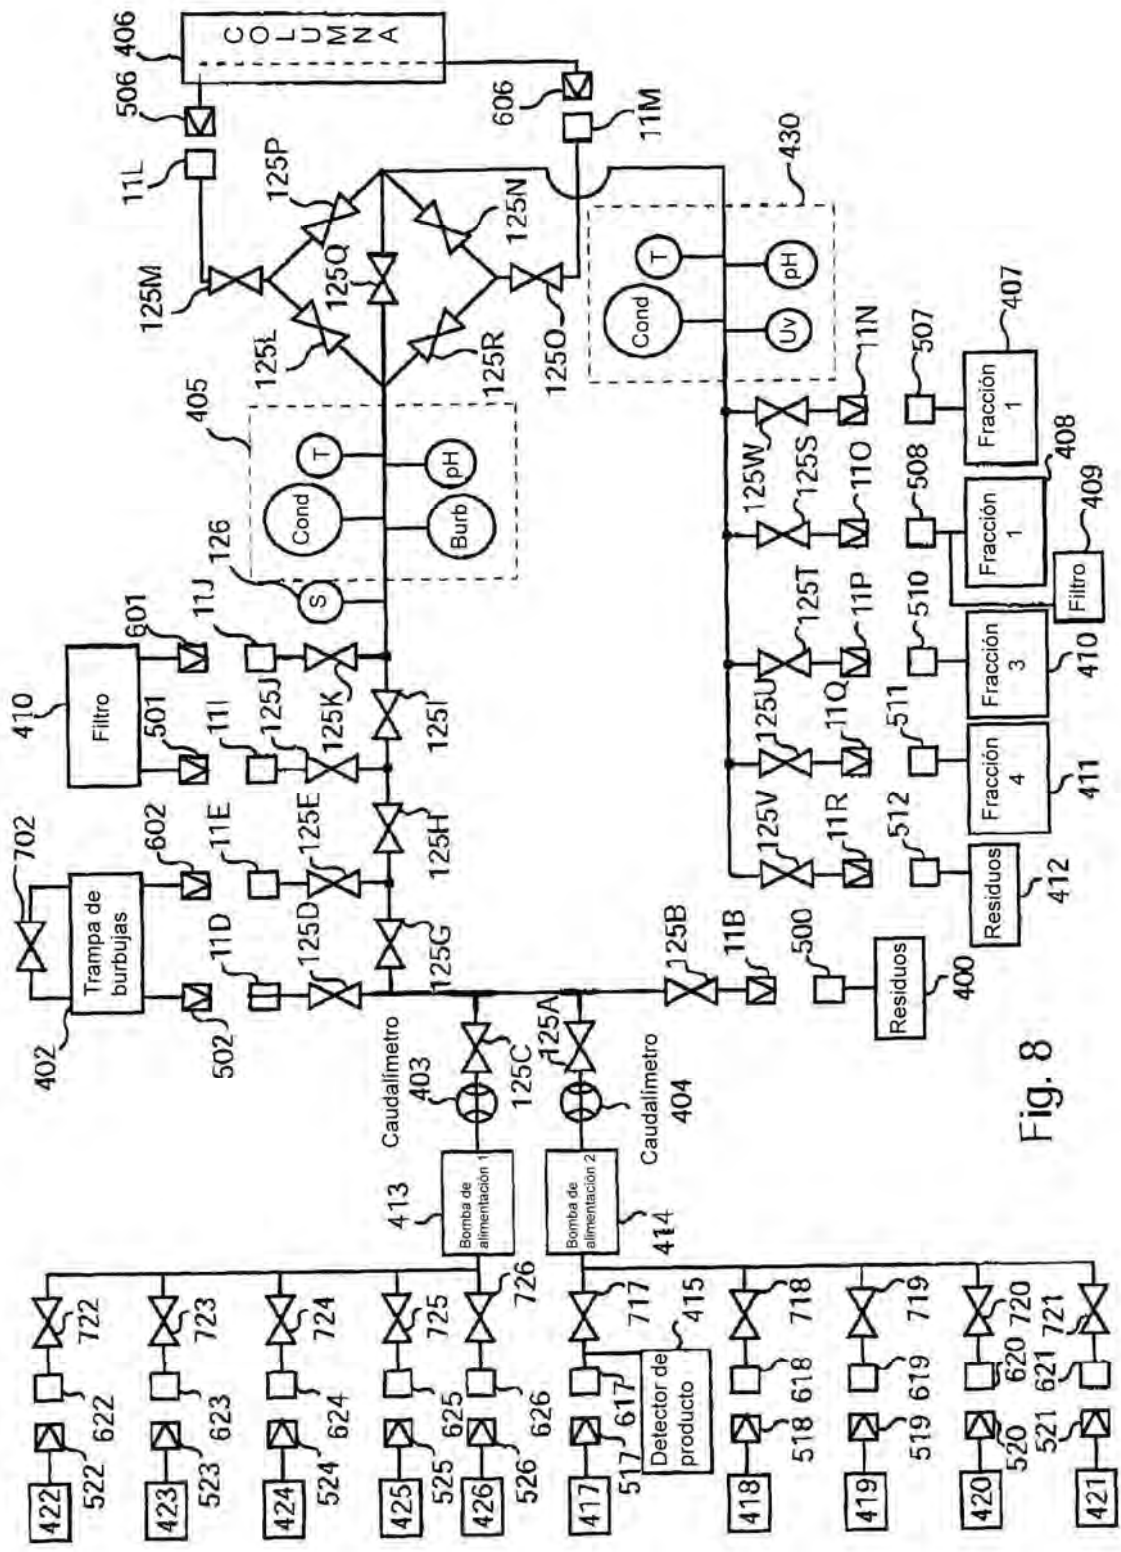 406
COLUMNA
506
606
11L
11M
125P
430
125N
125M
125Q
T
pH
Cond
Uv
407
125L
125R
125O
11N
507
Fracción 1
405
T
pH
Cond
Burb
125W
125S
11O
508
Fracción 1
408
126
S
409
Filtro
601
11J
125T
11P
510
Fracción 3
410
410
Filtro
501
11I
125J
125K
125I
125U
11Q
511
Fracción 4
411
702
602
11E
125E
125H
125V
11R
512
Residuos
412
Trampa de
burbujas
11D
125D
125G
125B
11B
500
Residuos
400
402
502
Caudalímetro
403
125C
125A
404
Caudalímetro
Fig. 8
413
Bomba de
alimentación 1
Bomba de
alimentación 2
414
722
723
724
725
726
717
415
718
719
720
721
622
623
624
625
626
617
Detector de
producto
618
619
620
621
522
523
524
525
526
517
518
519
520
521
422
423
424
425
426
417
418
419
420
421